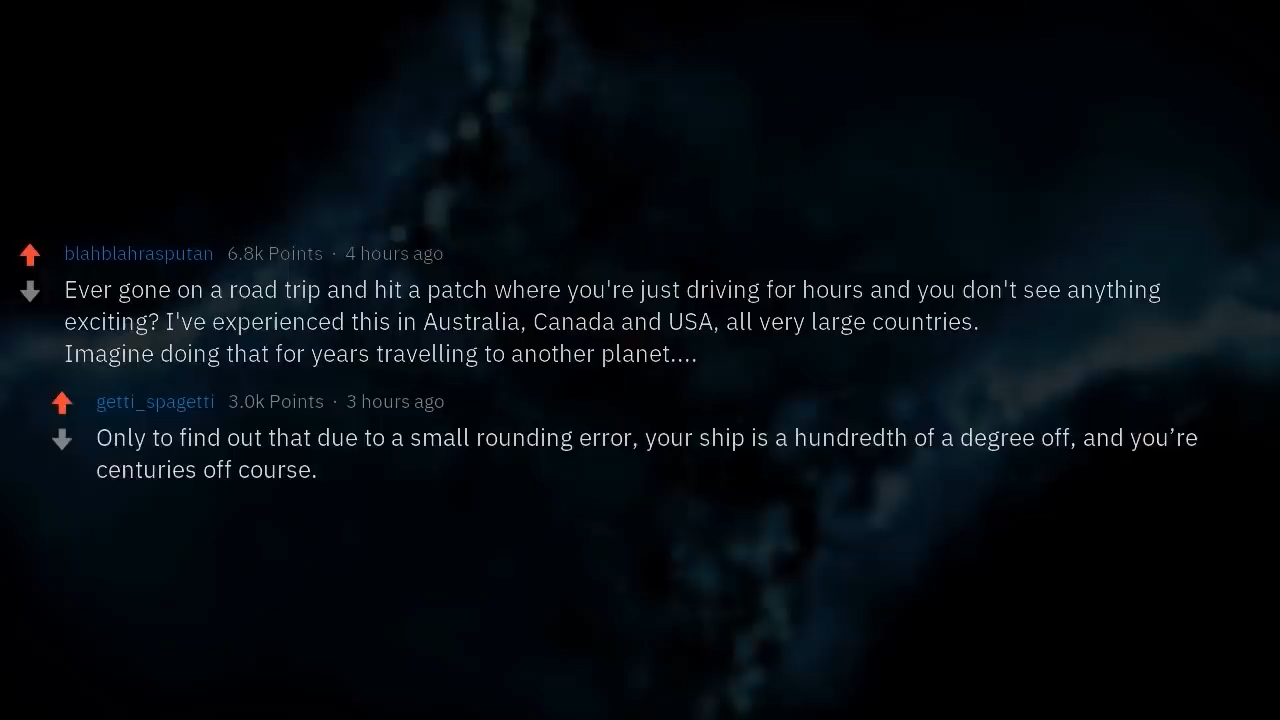 blahblahrasputan 6.8k Points · 4 hours ago
Ever gone on a road trip and hit a patch where you're just driving for hours and you don't see anything
exciting? I've experienced this in Australia, Canada and USA, all very large countries.
Imagine doing that for years travelling to another planet....
getti_spagetti 3.0k Points · 3 hours ago
Only to find out that due to a small rounding error, your ship is a hundredth of a degree off, and you’re
centuries off course.